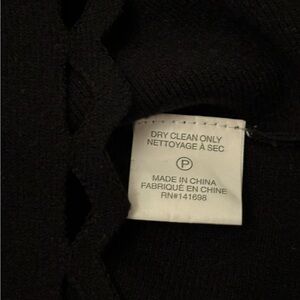 DRY CLEAN ONLY
NETTOYAGE À SEC
P
MADE IN CHINA
FABRIQUÉ EN CHINE
RN#141698